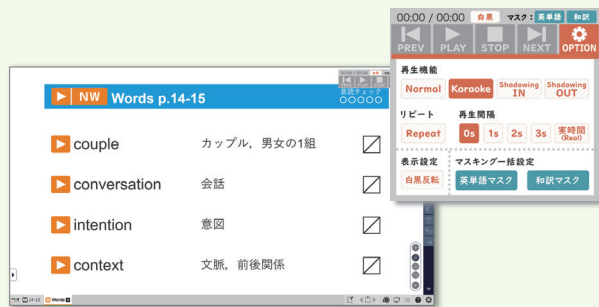 00:00 / 00:00 白黒 マスク: 英単語 和訳
PREV PLAY STOP NEXT OPTION
再生機能
Normal Karaoke Shadowing IN Shadowing OUT
リピート 再生間隔
Repeat 0s 1s 2s 3s 実時間 (Real)
表示設定 マスキング一括設定
白黒反転 英単語マスク 和訳マスク
NW Words p.14-15
音読チェック
couple カップル，男女の1組
conversation 会話
intention 意図
context 文脈，前後関係
Words